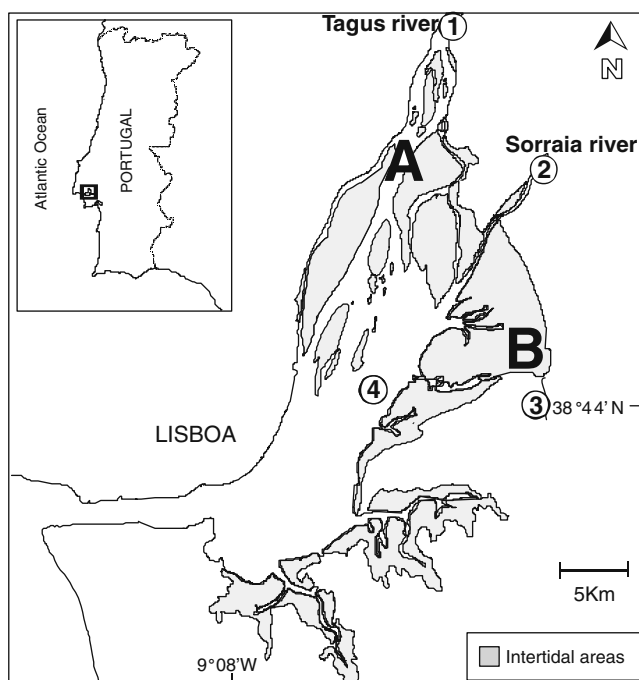 Tagus river 1
N
Atlantic Ocean
PORTUGAL
Sorraia river
2
A
B
4
3
38°44'N
LISBOA
5Km
9°08'W
Intertidal areas